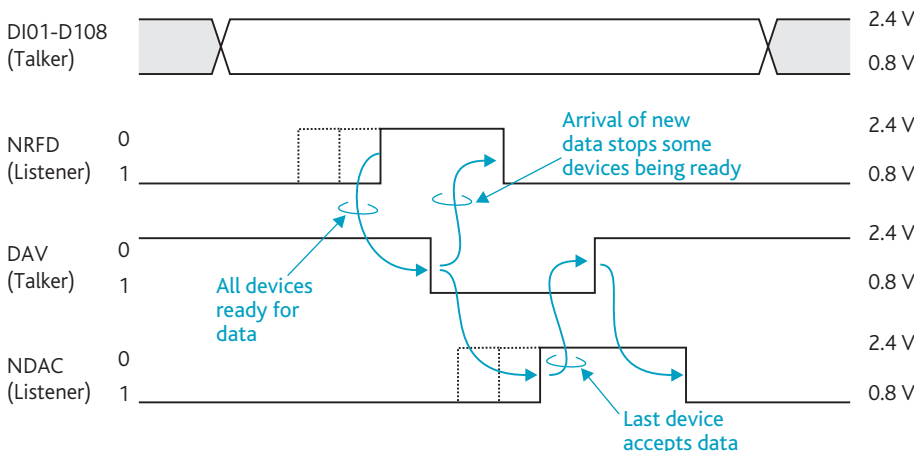 DI01-D108
(Talker)
2.4 V
0.8 V
NRFD
(Listener)
0
1
Arrival of new
data stops some
devices being ready
2.4 V
0.8 V
DAV
(Talker)
0
1
All devices
ready for
data
2.4 V
0.8 V
NDAC
(Listener)
0
1
Last device
accepts data
2.4 V
0.8 V